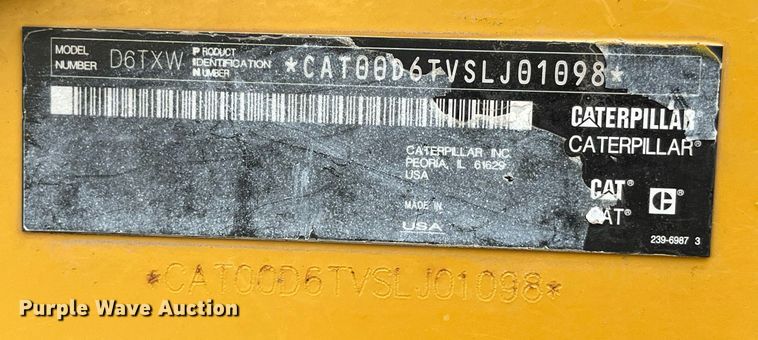 MODEL NUMBER D6TXW PRODUCT IDENTIFICATION NUMBER *CAT00D6TVSLJ01098*
CATERPILLAR
CATERPILLAR®
CATERPILLAR INC.
PEORIA, IL 61629
USA
CAT®
CAT®
MADE IN
USA
239-6987 3
*CAT00D6TVSLJ01098*
Purple Wave Auction